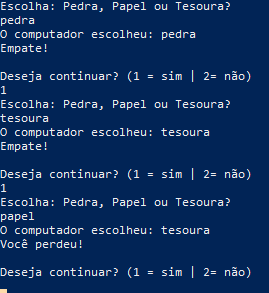 Escolha: Pedra, Papel ou Tesoura?
pedra
O computador escolheu: pedra
Empate!
Deseja continuar? (1 = sim | 2= não)
1
Escolha: Pedra, Papel ou Tesoura?
tesoura
O computador escolheu: tesoura
Empate!
Deseja continuar? (1 = sim | 2= não)
1
Escolha: Pedra, Papel ou Tesoura?
papel
O computador escolheu: tesoura
Você perdeu!
Deseja continuar? (1 = sim | 2= não)